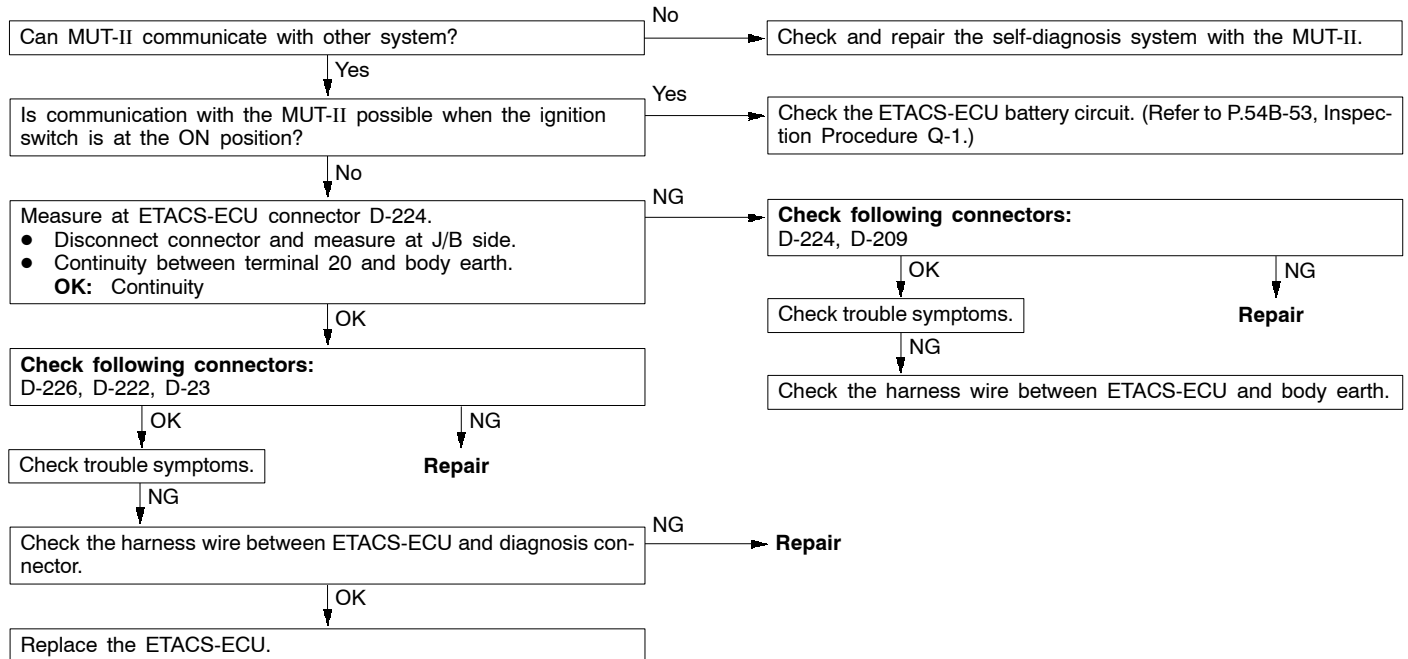 Can MUT-II communicate with other system?
No
Check and repair the self-diagnosis system with the MUT-II.
Yes
Is communication with the MUT-II possible when the ignition
switch is at the ON position?
Yes
Check the ETACS-ECU battery circuit. (Refer to P.54B-53, Inspec-
tion Procedure Q-1.)
No
Measure at ETACS-ECU connector D-224.
● Disconnect connector and measure at J/B side.
● Continuity between terminal 20 and body earth.
OK: Continuity
NG
Check following connectors:
D-224, D-209
OK
NG
Check trouble symptoms.
Repair
NG
Check the harness wire between ETACS-ECU and body earth.
OK
Check following connectors:
D-226, D-222, D-23
OK
NG
Check trouble symptoms.
Repair
NG
Check the harness wire between ETACS-ECU and diagnosis con-
nector.
NG
Repair
OK
Replace the ETACS-ECU.